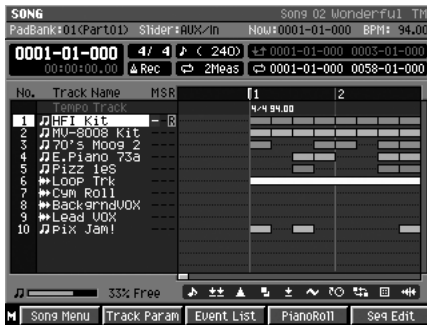 SONG Song 02 Wonderful TM
PadBank:01(Part01) Slider:AUX/In Now:0001-01-000 BPM: 94.00
0001-01-000 4/ 4 ♪ ( 240) 0001-01-000 0003-01-000
00:00:00.00 Rec 2Meas 0001-01-000 0058-01-000
No. Track Name MSR 1 2
Tempo Track 4/4 94.00
1 HFI Kit - R
2 MV-8008 Kit ---
3 70's Moog 2 ---
4 E.Piano 73a ---
5 Pizz 1eS ---
6 Loop Trk ---
7 Cym Roll ---
8 BackgrndVOX ---
9 Lead VOX ---
10 Pix Jam! ---
33% Free
M Song Menu Track Param Event List PianoRoll Seq Edit